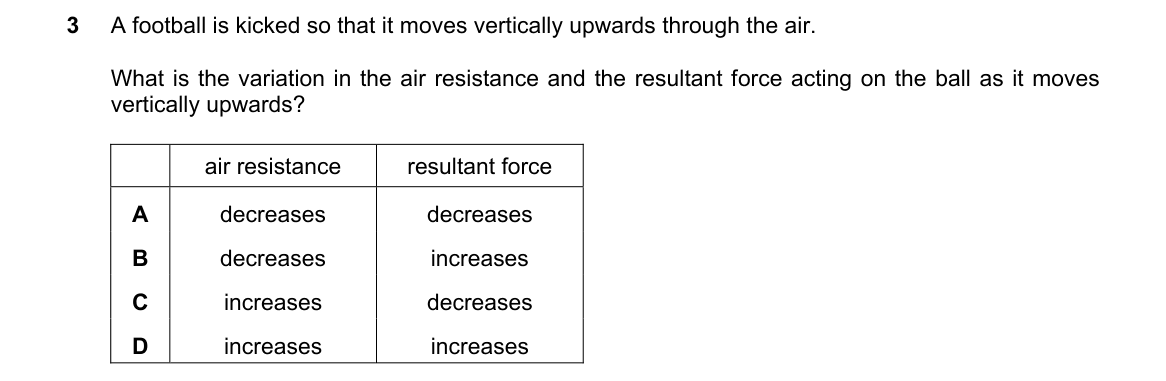 3 A football is kicked so that it moves vertically upwards through the air.
What is the variation in the air resistance and the resultant force acting on the ball as it moves
vertically upwards?
air resistance resultant force
A decreases decreases
B decreases increases
C increases decreases
D increases increases